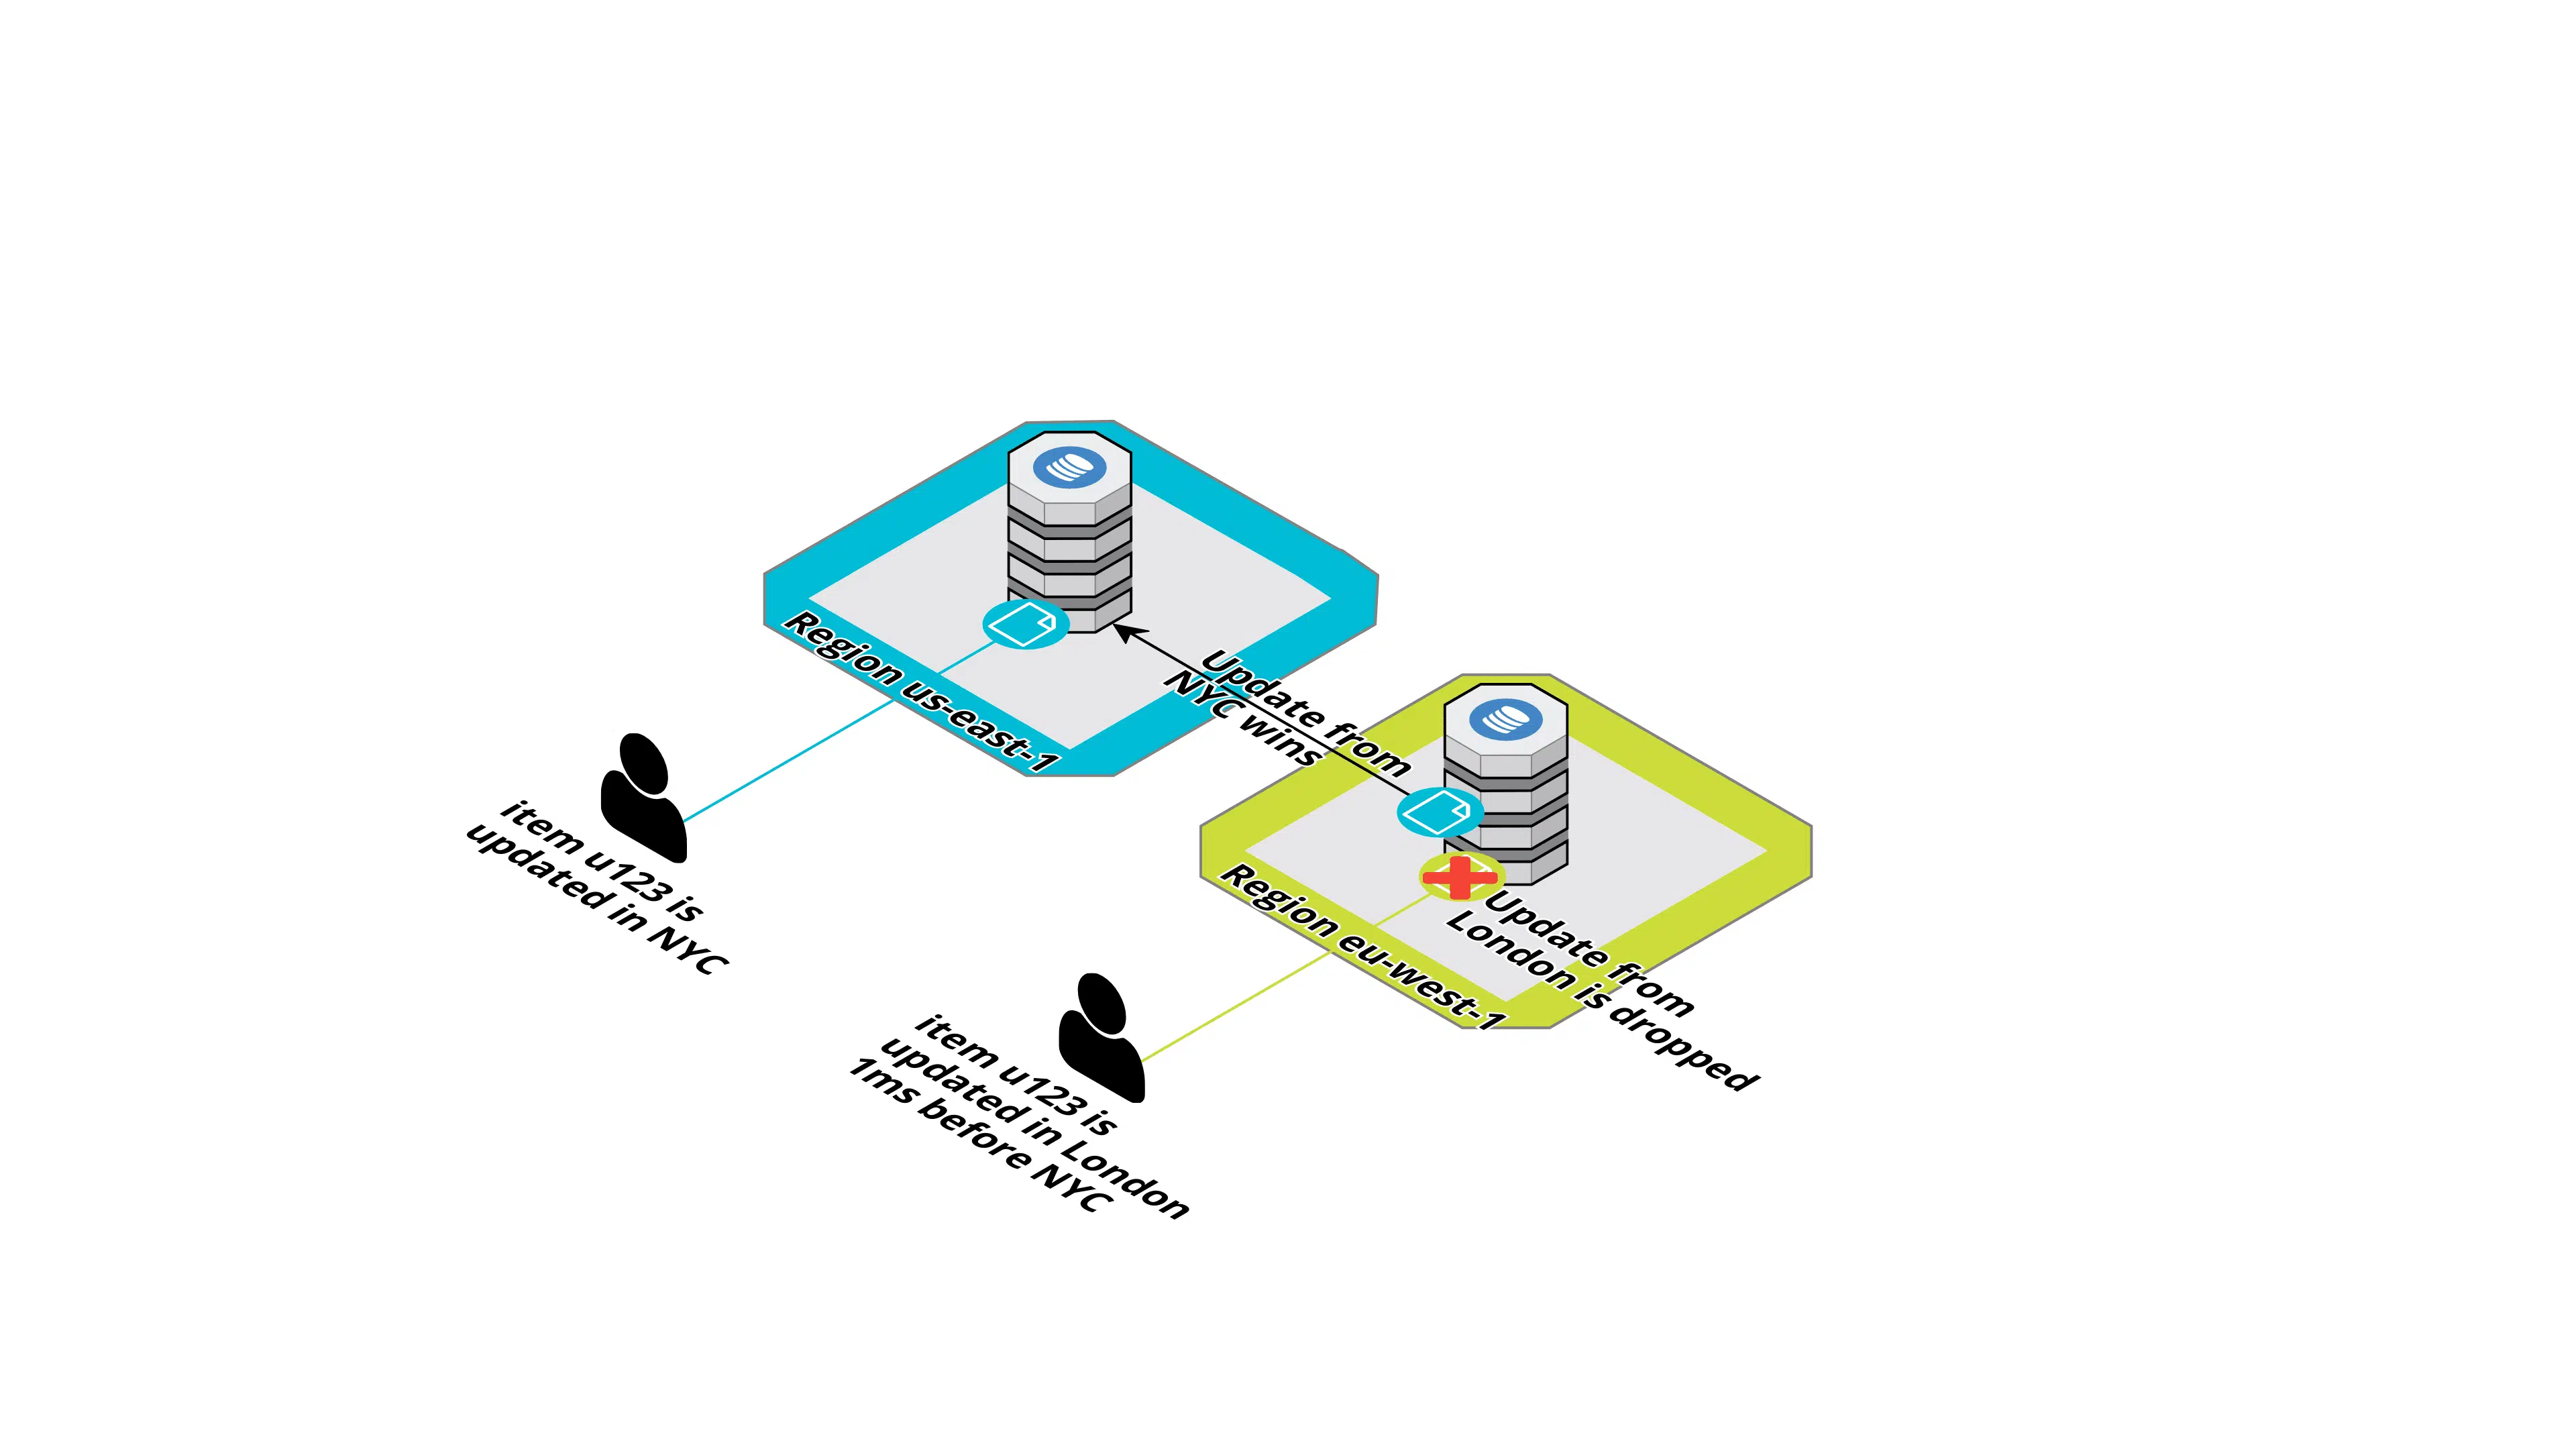 Region us-east-1
Update from
NYC wins
item u123 is
updated in NYC
Region eu-west-1
Update from
London is dropped
item u123 is
updated in London
1ms before NYC